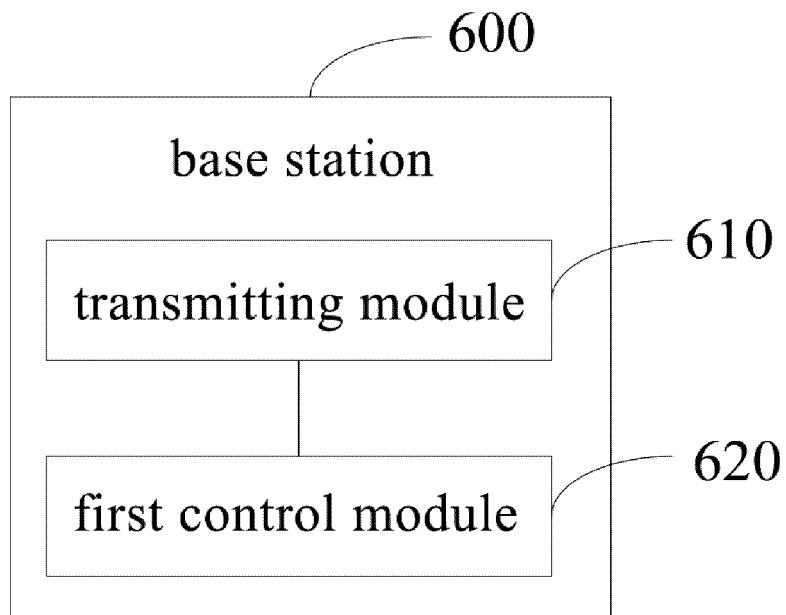 600
base station
610
transmitting module
620
first control module